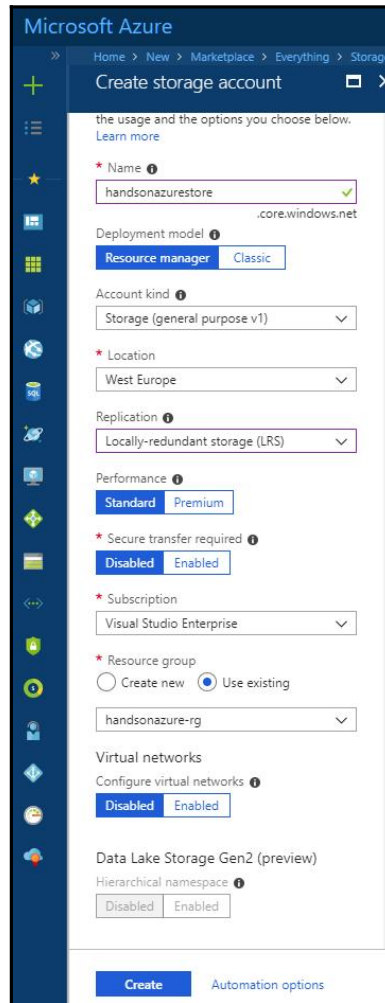 Microsoft Azure
» Home > New > Marketplace > Everything > Storag
Create storage account
the usage and the options you choose below.
Learn more
* Name
handsonazurestore
.core.windows.net
Deployment model
Resource manager Classic
Account kind
Storage (general purpose v1)
* Location
West Europe
Replication
Locally-redundant storage (LRS)
Performance
Standard Premium
* Secure transfer required
Disabled Enabled
* Subscription
Visual Studio Enterprise
* Resource group
Create new Use existing
handsonazure-rg
Virtual networks
Configure virtual networks
Disabled Enabled
Data Lake Storage Gen2 (preview)
Hierarchical namespace
Disabled Enabled
Create Automation options